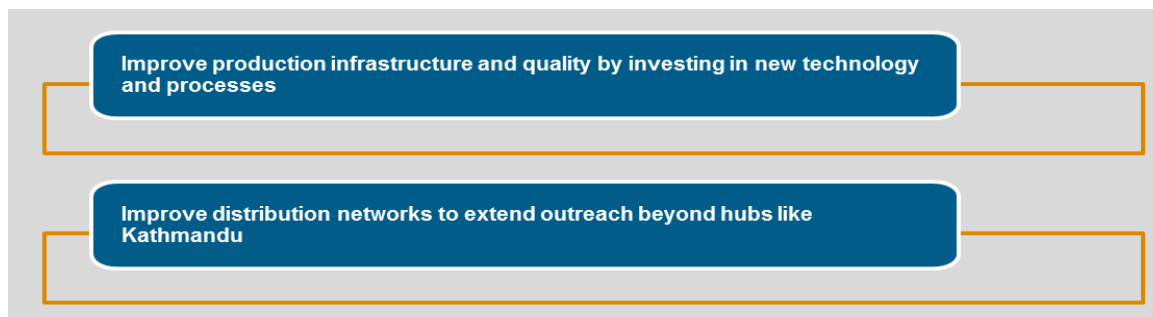 Improve production infrastructure and quality by investing in new technology
and processes
Improve distribution networks to extend outreach beyond hubs like
Kathmandu